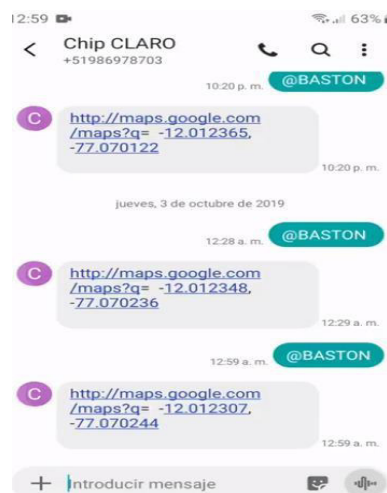 12:59 63%
Chip CLARO
+51986978703
10:20 p. m. @BASTON
C
http://maps.google.com
/maps?q= -12.012365,
-77.070122
10:20 p. m.
jueves, 3 de octubre de 2019
12:28 a. m. @BASTON
C
http://maps.google.com
/maps?q= -12.012348,
-77.070236
12:29 a. m.
12:59 a. m. @BASTON
C
http://maps.google.com
/maps?q= -12.012307,
-77.070244
12:59 a. m.
Introducir mensaje